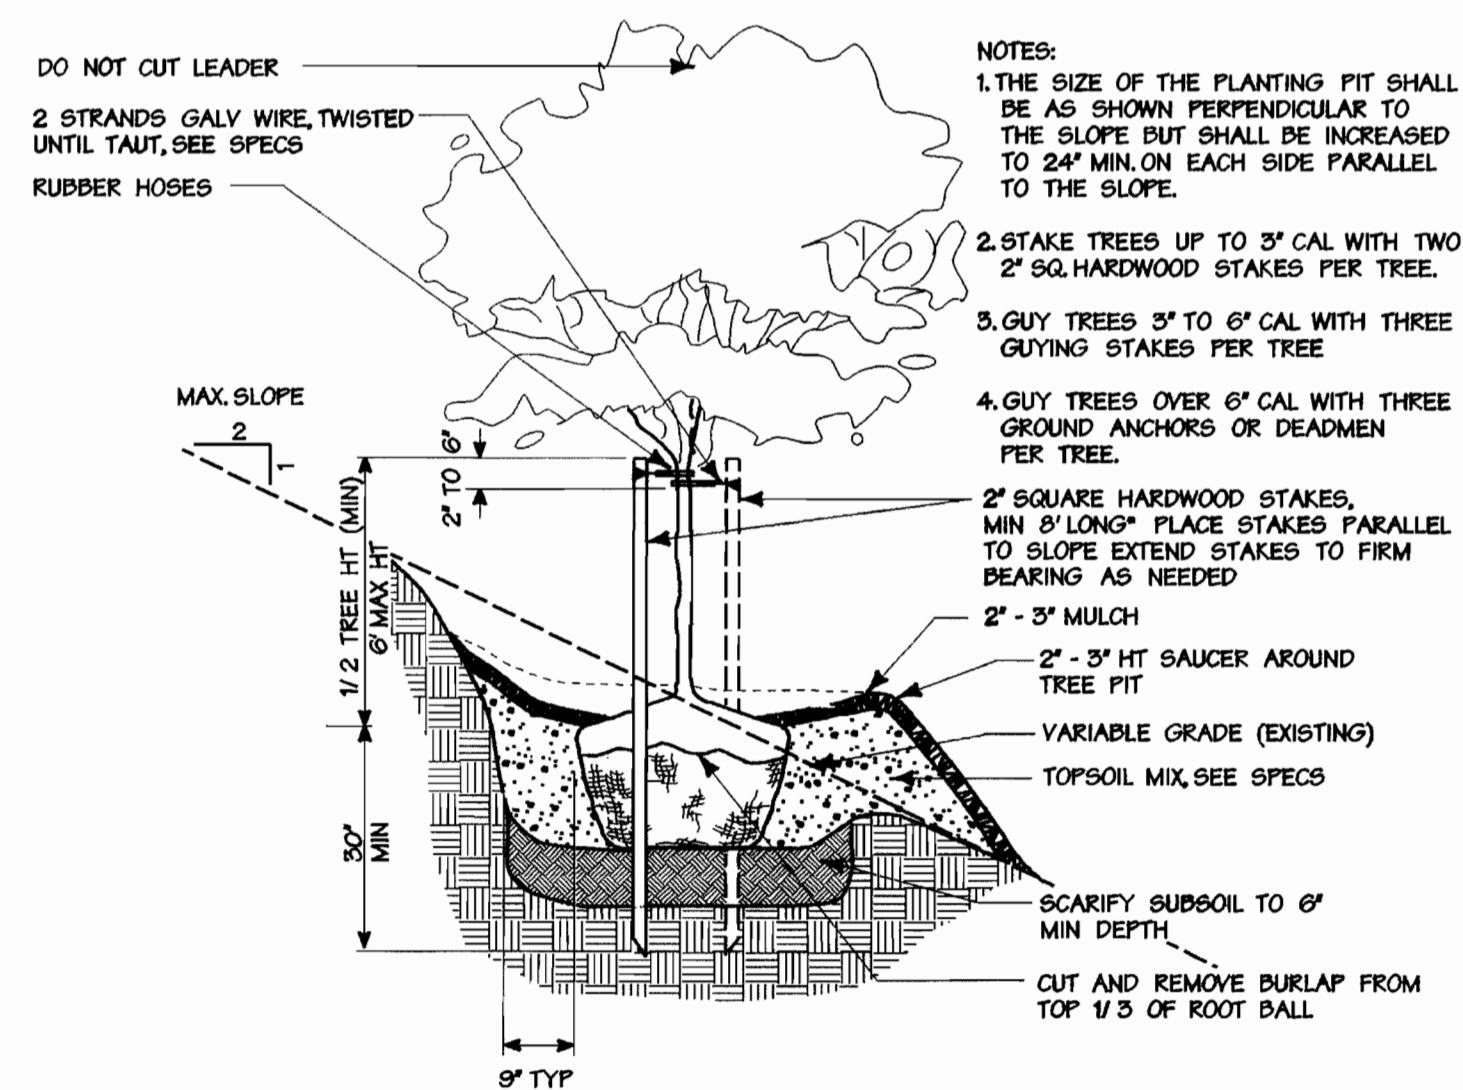 DO NOT CUT LEADER
2 STRANDS GALV WIRE, TWISTED
UNTIL TAUT, SEE SPECS
RUBBER HOSES
NOTES:
1. THE SIZE OF THE PLANTING PIT SHALL
BE AS SHOWN PERPENDICULAR TO
THE SLOPE BUT SHALL BE INCREASED
TO 24" MIN. ON EACH SIDE PARALLEL
TO THE SLOPE.
2. STAKE TREES UP TO 3" CAL WITH TWO
2" SQ. HARDWOOD STAKES PER TREE.
3. GUY TREES 3" TO 6" CAL WITH THREE
GUYING STAKES PER TREE
4. GUY TREES OVER 6" CAL WITH THREE
GROUND ANCHORS OR DEADMEN
PER TREE.
MAX. SLOPE
2
1
2" TO 6"
1/2 TREE HT (MIN)
6' MAX HT
30"
MIN
9" TYP
2" SQUARE HARDWOOD STAKES,
MIN 8' LONG" PLACE STAKES PARALLEL
TO SLOPE EXTEND STAKES TO FIRM
BEARING AS NEEDED
2" - 3" MULCH
2" - 3" HT SAUCER AROUND
TREE PIT
VARIABLE GRADE (EXISTING)
TOPSOIL MIX, SEE SPECS
SCARIFY SUBSOIL TO 6"
MIN DEPTH
CUT AND REMOVE BURLAP FROM
TOP 1/3 OF ROOT BALL